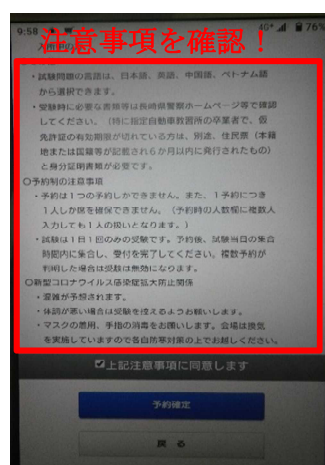 9:58
4G+ 76%
注意事項を確認!
・試験問題の言語は、日本語、英語、中国語、ベトナム語
から選択できます。
・受験時に必要な書類等は長崎県警察ホームページ等で確認
してください。(特に指定自動車教習所の卒業者で、仮
免許証の有効期限が切れている方は、別途、住民票(本籍
地または国籍等が記載され6か月以内に発行されたもの)
と身分証明書類が必要です。
〇予約制の注意事項
・予約は1つの予約しかできません。また、1予約につき
1人しか席を確保できません。(予約時の人数欄に複数人
入力しても1人の扱いとなります。)
・試験は1日1回のみの受験です。予約後、試験当日の集合
時間内に集合し、受付を完了してください。複数予約が
判明した場合は受験は無効になります。
〇新型コロナウイルス感染症拡大防止関係
・混雑が予想されます。
・体調が悪い場合は受験を控えるようお願いします。
・マスクの着用、手指の消毒をお願いします。会場は換気
を実施していますので各自防寒対策の上でお越しください。
上記注意事項に同意します
予約確定
戻る